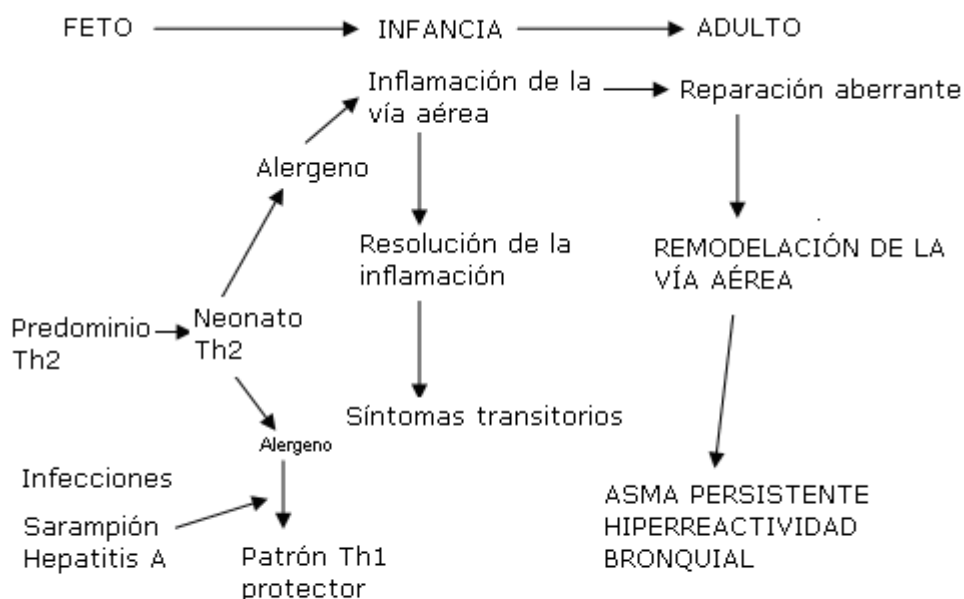 FETO INFANCIA ADULTO
Inflamación de la
vía aérea
Reparación aberrante
Alergeno
Resolución de la
inflamación
REMODELACIÓN DE LA
VÍA AÉREA
Predominio
Th2
Neonato
Th2
Síntomas transitorios
Alergeno
Infecciones
Sarampión
Hepatitis A
Patrón Th1
protector
ASMA PERSISTENTE
HIPERREACTIVIDAD
BRONQUIAL